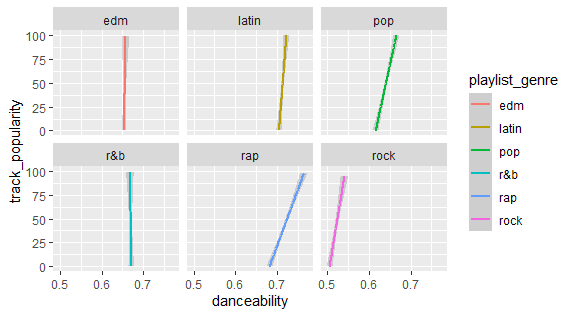 edm latin pop
100
75
50
25
0
r&b rap rock
100
75
50
25
0
0.5 0.6 0.7 0.5 0.6 0.7 0.5 0.6 0.7
danceability
track_popularity
playlist_genre
edm
latin
pop
r&b
rap
rock